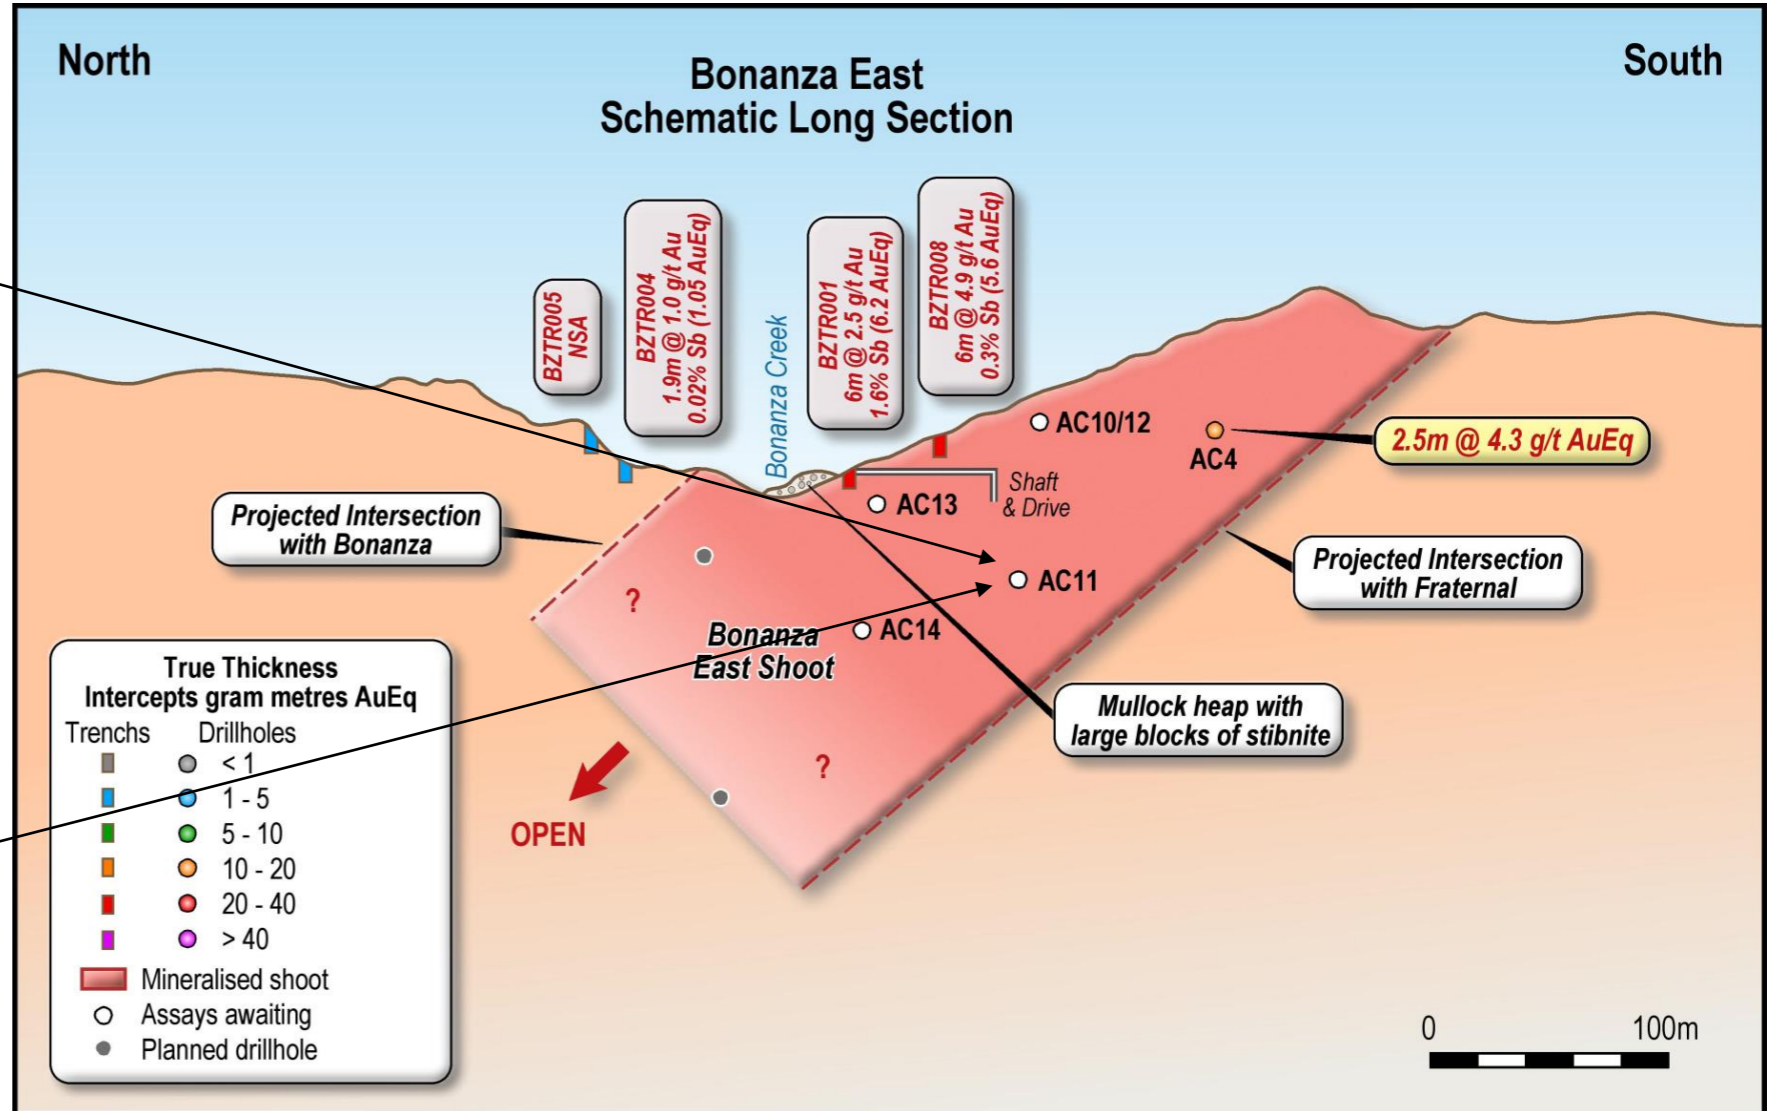 North
South
Bonanza East
Schematic Long Section
BZTR005
NSA
BZTR004
1.9m @ 1.0 g/t Au
0.02% Sb (1.05 AuEq)
Bonanza Creek
BZTR001
6m @ 2.5 g/t Au
1.6% Sb (6.2 AuEq)
BZTR008
6m @ 4.9 g/t Au
0.3% Sb (5.6 AuEq)
AC10/12
AC4
2.5m @ 4.3 g/t AuEq
Shaft
& Drive
AC13
Projected Intersection
with Bonanza
AC11
Projected Intersection
with Fraternal
?
AC14
Bonanza
East Shoot
Mullock heap with
large blocks of stibnite
?
OPEN
True Thickness
Intercepts gram metres AuEq
Trenchs Drillholes
< 1
1 - 5
5 - 10
10 - 20
20 - 40
> 40
Mineralised shoot
Assays awaiting
Planned drillhole
0 100m